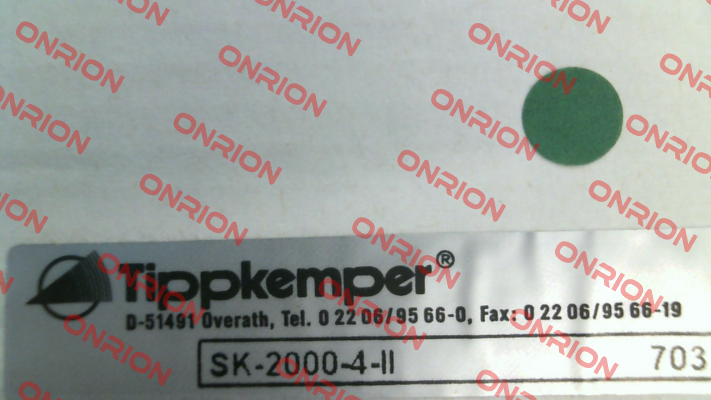 Tippkemper®
D-51491 Overath, Tel. 0 22 06/95 66-0, Fax: 0 22 06/95 66-19
SK-2000-4-II 703
ONRION